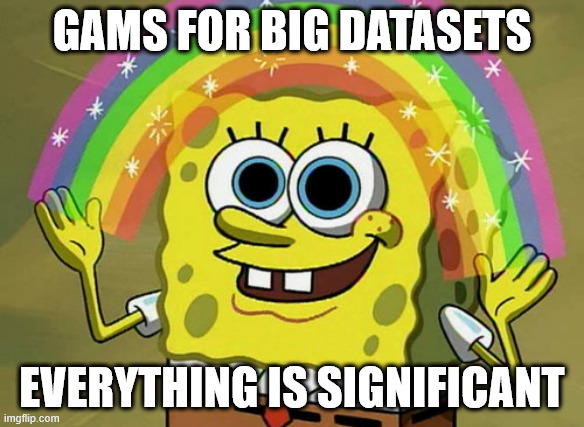 GAMS FOR BIG DATASETS
EVERYTHING IS SIGNIFICANT
imgflip.com